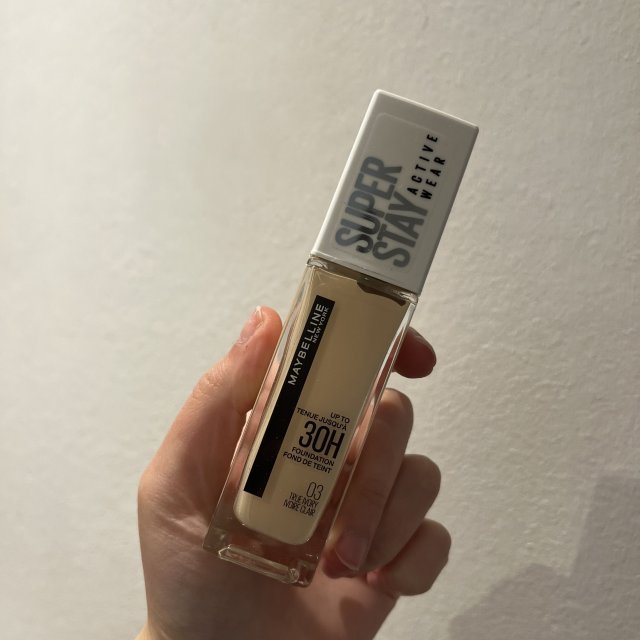 SUPER
STAY
ACTIVE
WEAR
MAYBELLINE
NEW YORK
UP TO
TENUE JUSQU'À
30H
FOUNDATION
FOND DE TEINT
03
TRUE IVORY
IVOIRE CLAIR